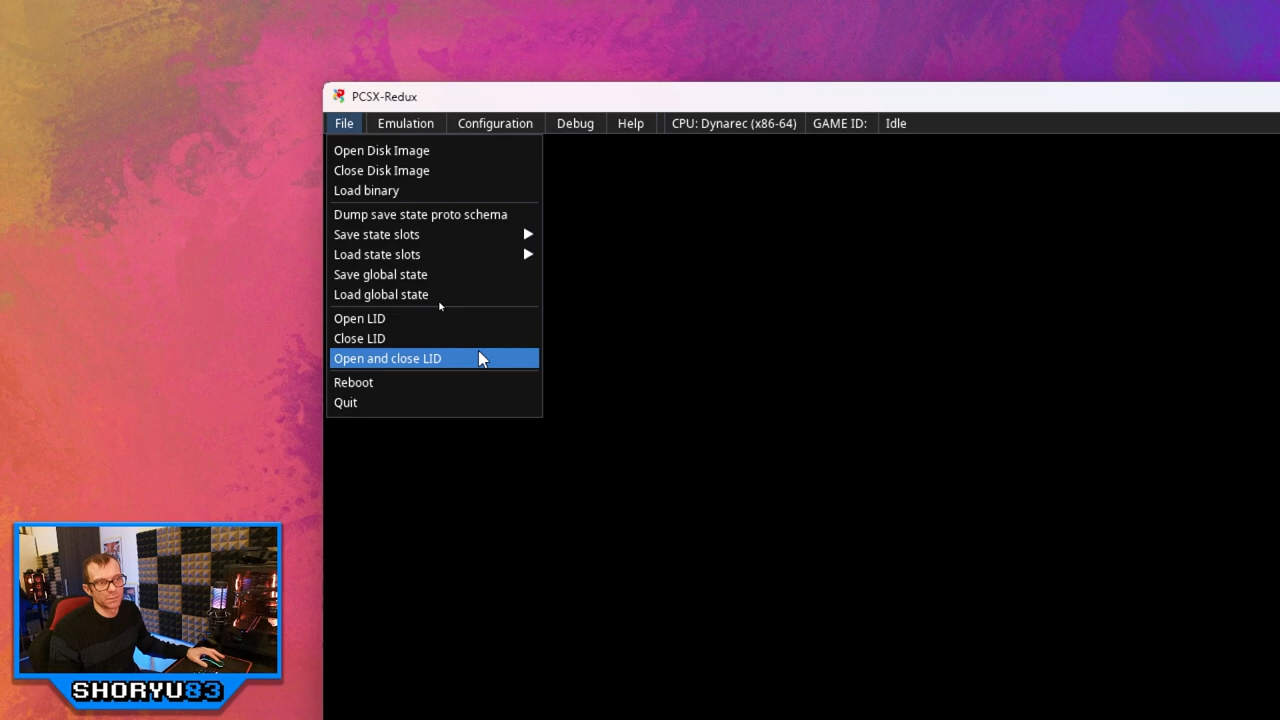 PCSX-Redux
File Emulation Configuration Debug Help CPU: Dynarec (x86-64) GAME ID: Idle
Open Disk Image
Close Disk Image
Load binary
Dump save state proto schema
Save state slots
Load state slots
Save global state
Load global state
Open LID
Close LID
Open and close LID
Reboot
Quit
SHORYU83